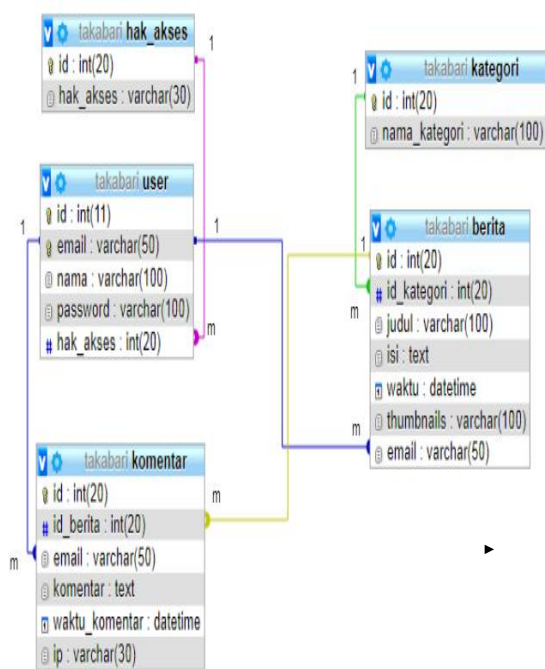 takabari hak_akses
id : int(20)
hak_akses : varchar(30)
1
takabari user
id : int(11)
email : varchar(50)
nama : varchar(100)
password : varchar(100)
hak_akses : int(20)
1
1
m
takabari kategori
id : int(20)
nama_kategori : varchar(100)
1
takabari berita
id : int(20)
id_kategori : int(20)
judul : varchar(100)
isi : text
waktu : datetime
thumbnails : varchar(100)
email : varchar(50)
1
m
m
takabari komentar
id : int(20)
id_berita : int(20)
email : varchar(50)
komentar : text
waktu_komentar : datetime
ip : varchar(30)
m
m